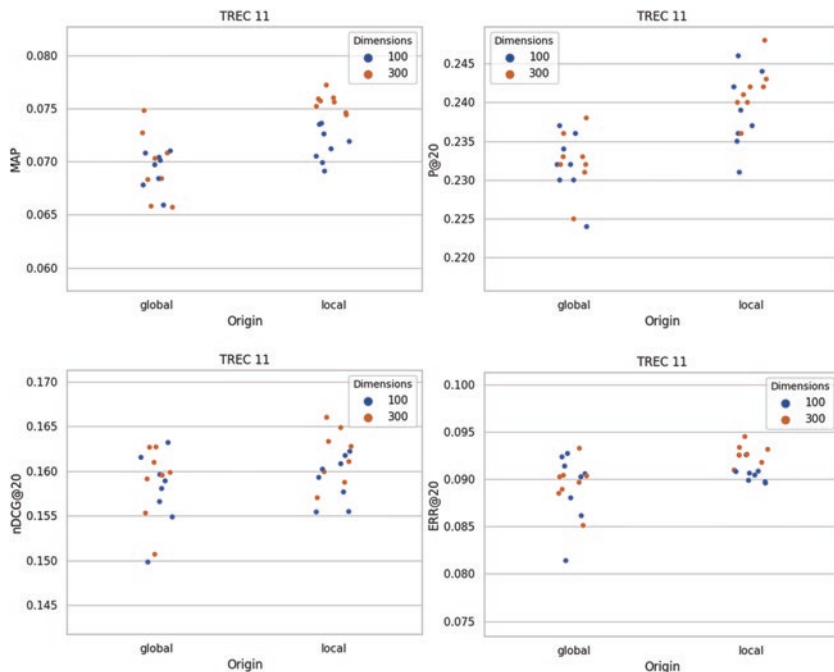 TREC 11
MAP
0.080
0.075
0.070
0.065
0.060
Dimensions
100
300
global
local
Origin
TREC 11
P@20
0.245
0.240
0.235
0.230
0.225
0.220
Dimensions
100
300
global
local
Origin
TREC 11
nDCG@20
0.170
0.165
0.160
0.155
0.150
0.145
Dimensions
100
300
global
local
Origin
TREC 11
ERR@20
0.100
0.095
0.090
0.085
0.080
0.075
Dimensions
100
300
global
local
Origin